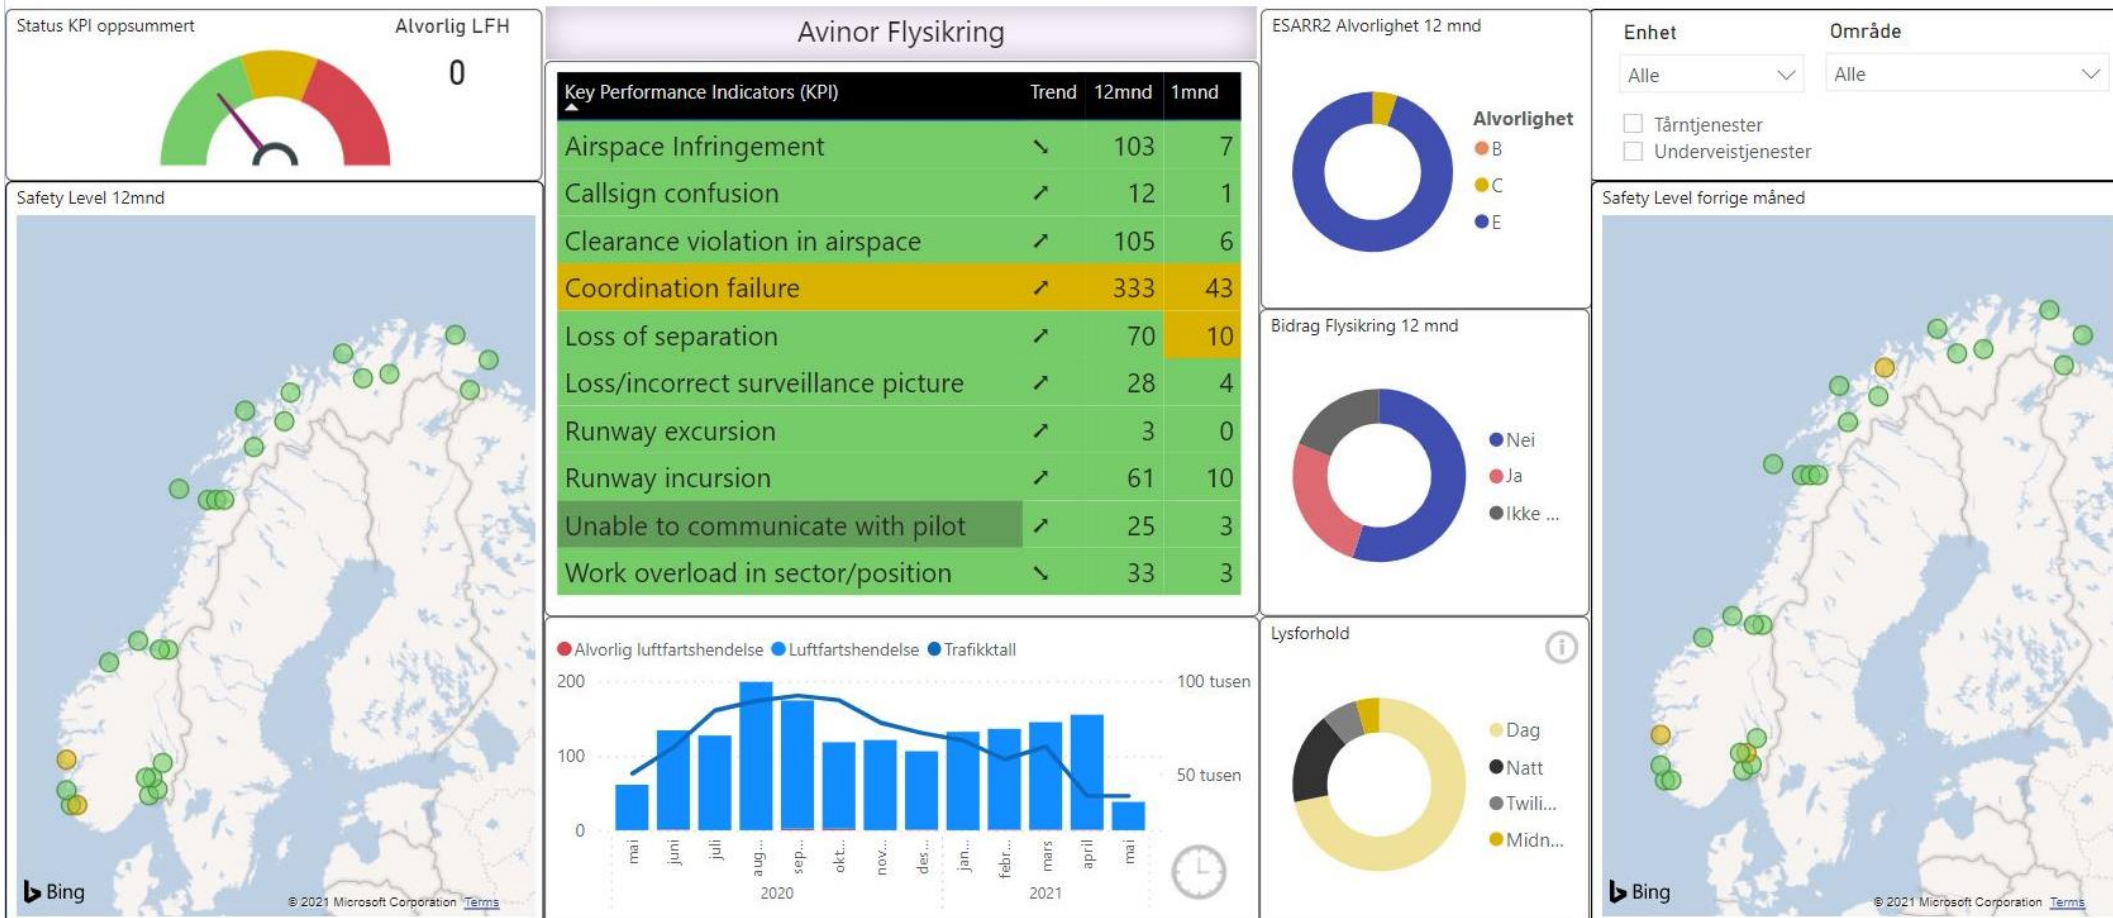 Status KPI oppsummert
Alvorlig LFH
0
Safety Level 12mnd
Bing
© 2021 Microsoft Corporation Terms
Avinor Flysikring
Key Performance Indicators (KPI) Trend 12mnd 1mnd
Airspace Infringement ↘ 103 7
Callsign confusion ↗ 12 1
Clearance violation in airspace ↗ 105 6
Coordination failure ↗ 333 43
Loss of separation ↗ 70 10
Loss/incorrect surveillance picture ↗ 28 4
Runway excursion ↗ 3 0
Runway incursion ↗ 61 10
Unable to communicate with pilot ↗ 25 3
Work overload in sector/position ↘ 33 3
Alvorlig luftfartshendelse Luftfartshendelse Trafikktall
200 100 tusen
100 50 tusen
0
mai juni juli aug... sep... okt... nov... des... jan... febr... mars april mai
2020 2021
ESARR2 Alvorlighet 12 mnd
Alvorlighet
B
C
E
Bidrag Flysikring 12 mnd
Nei
Ja
Ikke ...
Lysforhold
Dag
Natt
Twili...
Midn...
Enhet Område
Alle Alle
Tårntjenester
Underveistjenester
Safety Level forrige måned
Bing
© 2021 Microsoft Corporation Terms